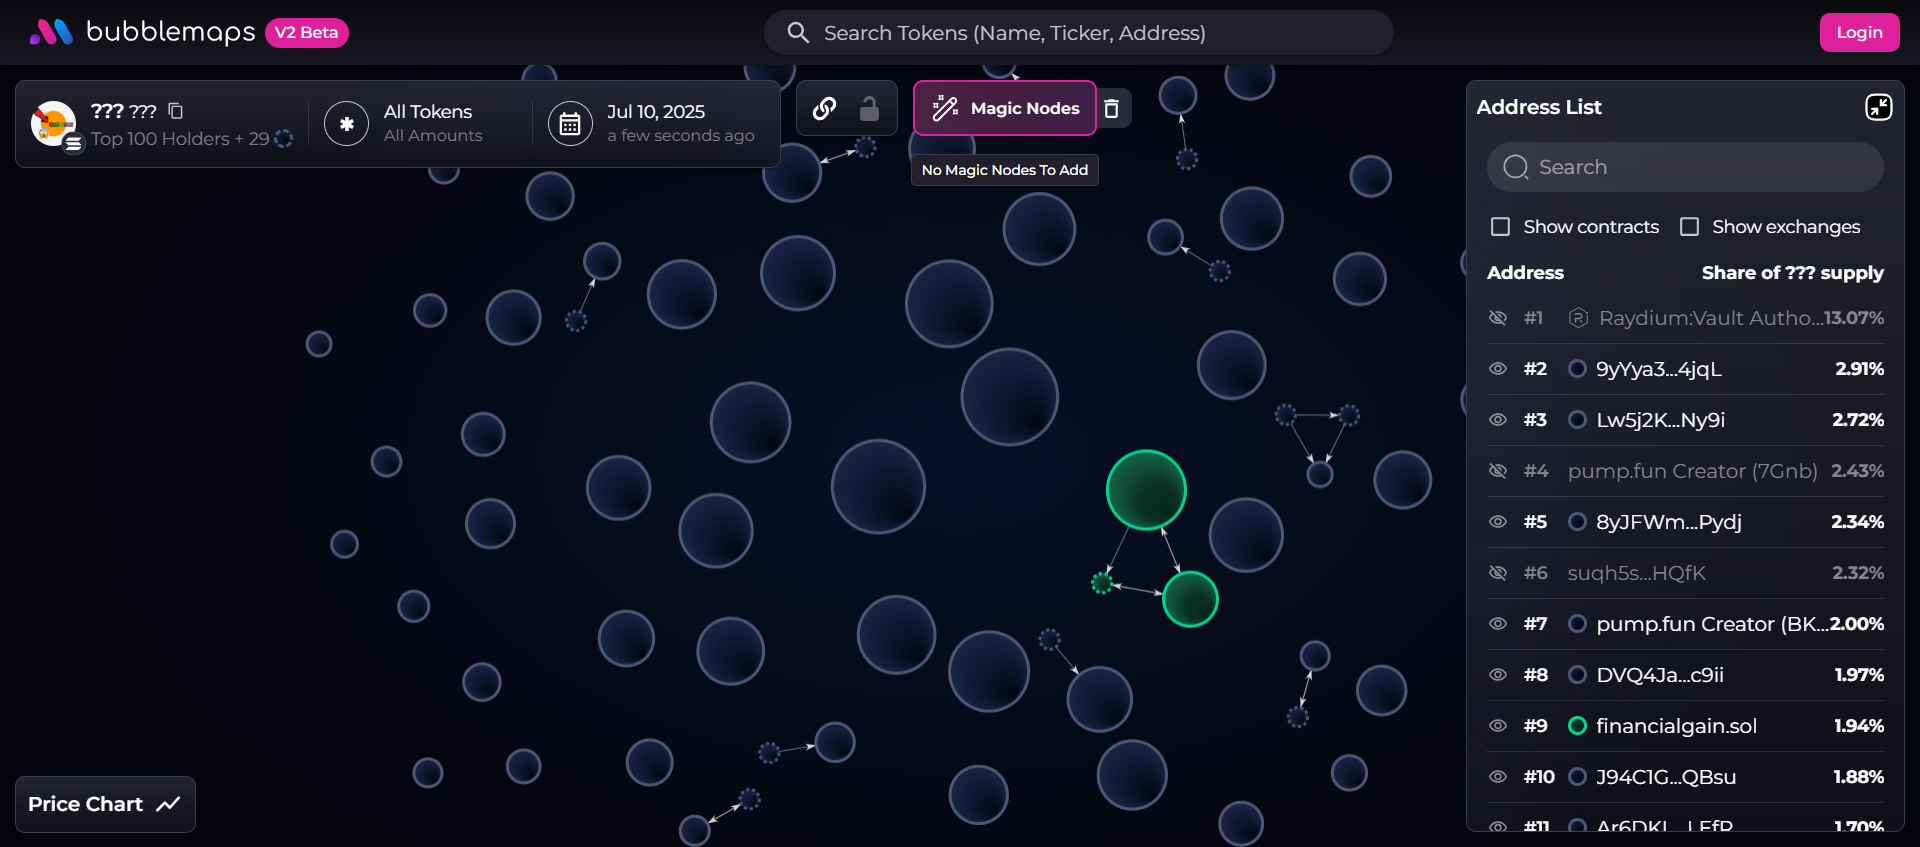 bubblemaps V2 Beta
Search Tokens (Name, Ticker, Address)
Login
??? ???
Top 100 Holders + 29
All Tokens
All Amounts
Jul 10, 2025
a few seconds ago
Magic Nodes
No Magic Nodes To Add
Address List
Search
Show contracts
Show exchanges
Address Share of ??? supply
#1 Raydium:Vault Autho... 13.07%
#2 9yYya3...4jqL 2.91%
#3 Lw5j2K...Ny9i 2.72%
#4 pump.fun Creator (7Gnb) 2.43%
#5 8yJFWm...Pydj 2.34%
#6 suqh5s...HQfK 2.32%
#7 pump.fun Creator (BK... 2.00%
#8 DVQ4Ja...c9ii 1.97%
#9 financialgain.sol 1.94%
#10 J94C1G...QBsu 1.88%
#11 1.70%
Price Chart